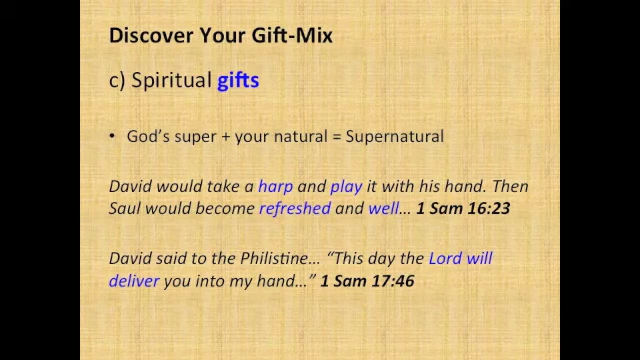 Discover Your Gift-Mix
c) Spiritual gifts
• God's super + your natural = Supernatural
David would take a harp and play it with his hand. Then
Saul would become refreshed and well… 1 Sam 16:23
David said to the Philistine… "This day the Lord will
deliver you into my hand…" 1 Sam 17:46